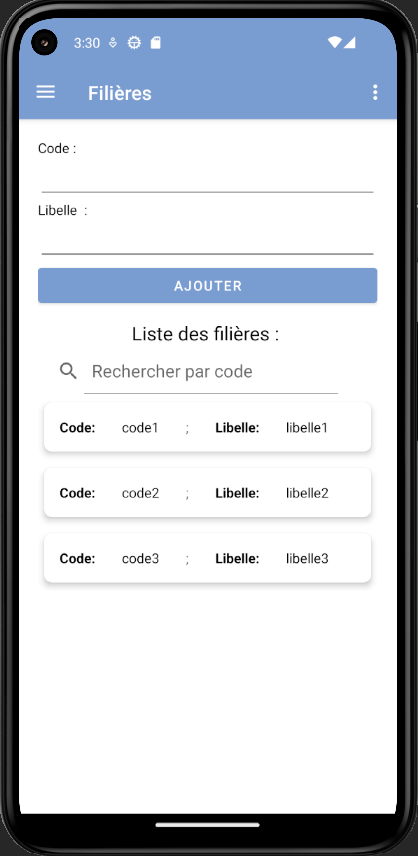 3:30
Filières
Code :
Libelle  :
AJOUTER
Liste des filières :
Rechercher par code
Code: code1 ; Libelle: libelle1
Code: code2 ; Libelle: libelle2
Code: code3 ; Libelle: libelle3